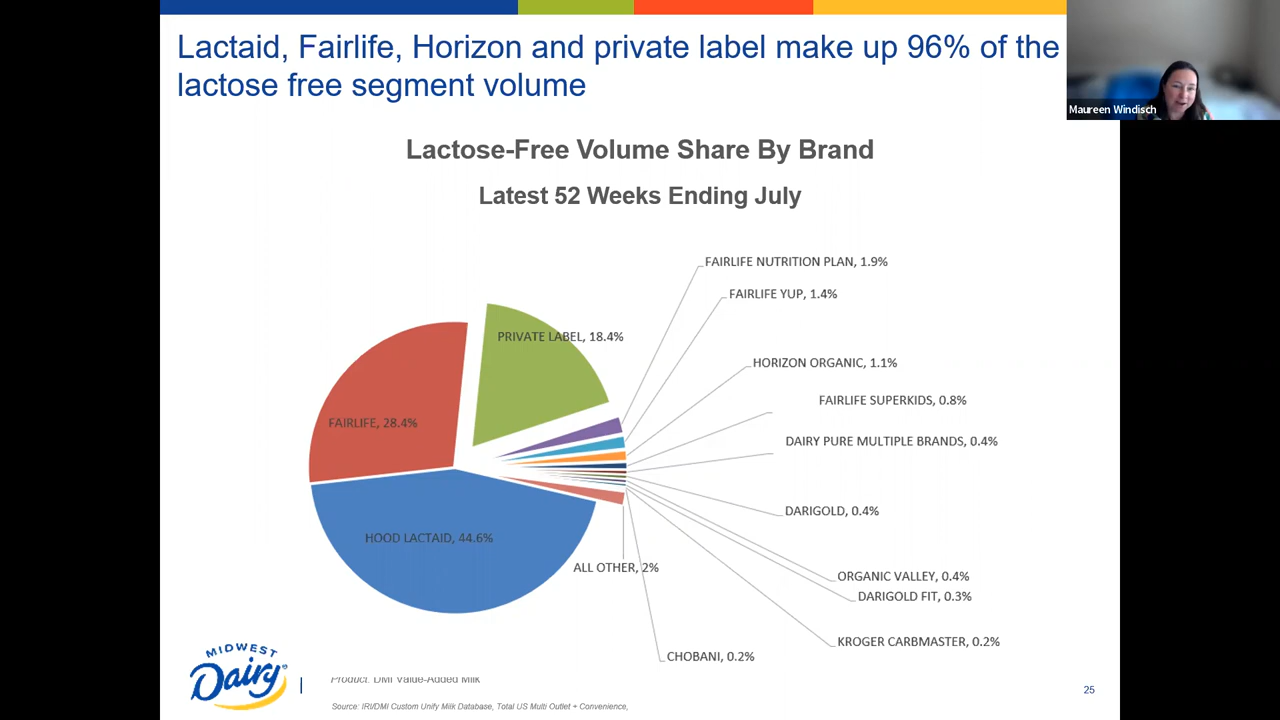 Lactaid, Fairlife, Horizon and private label make up 96% of the
lactose free segment volume
Maureen Windisch
Lactose-Free Volume Share By Brand
Latest 52 Weeks Ending July
FAIRLIFE NUTRITION PLAN, 1.9%
FAIRLIFE YUP, 1.4%
PRIVATE LABEL, 18.4%
HORIZON ORGANIC, 1.1%
FAIRLIFE SUPERKIDS, 0.8%
FAIRLIFE, 28.4%
DAIRY PURE MULTIPLE BRANDS, 0.4%
DARIGOLD, 0.4%
HOOD LACTAID, 44.6%
ALL OTHER, 2%
ORGANIC VALLEY, 0.4%
DARIGOLD FIT, 0.3%
KROGER CARBMASTER, 0.2%
CHOBANI, 0.2%
MIDWEST
Dairy®
Product: DMI Value-Added Milk
Source: IRI/DMI Custom Unify Milk Database, Total US Multi Outlet + Convenience,
25